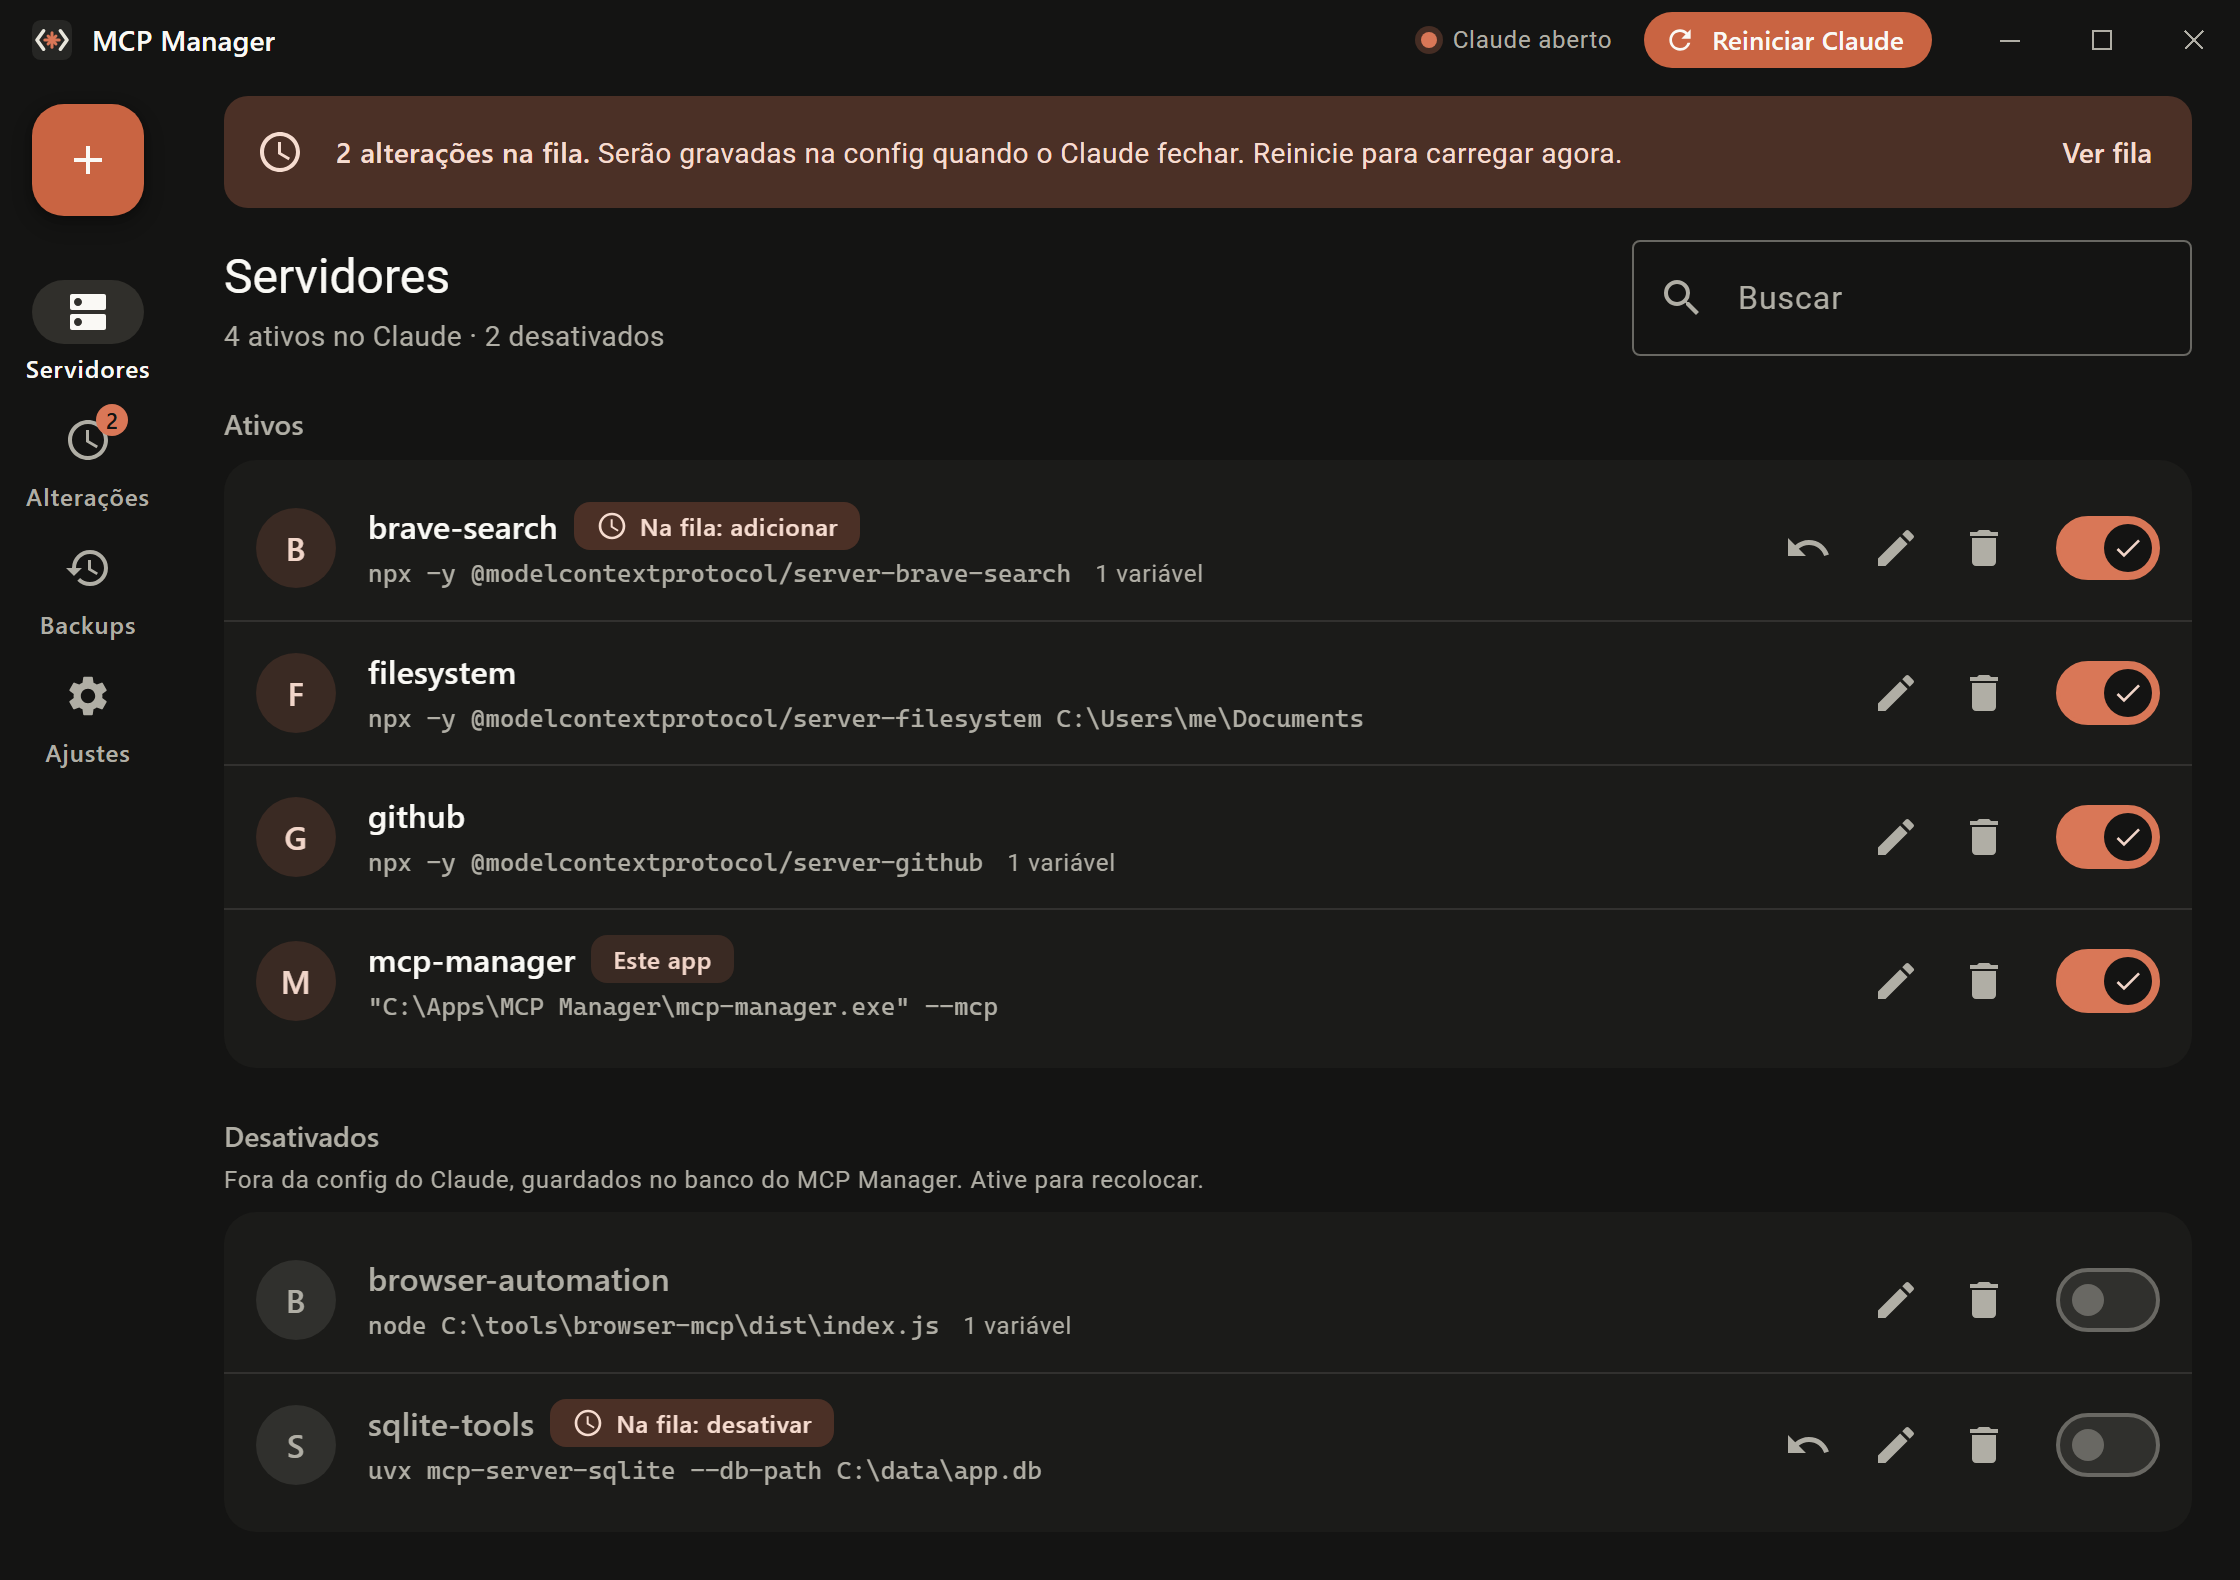 MCP Manager
Claude aberto
Reiniciar Claude
2 alterações na fila. Serão gravadas na config quando o Claude fechar. Reinicie para carregar agora.
Ver fila
Servidores
4 ativos no Claude · 2 desativados
Buscar
Servidores
2
Alterações
Backups
Ajustes
Ativos
B
brave-search
Na fila: adicionar
npx -y @modelcontextprotocol/server-brave-search 1 variável
F
filesystem
npx -y @modelcontextprotocol/server-filesystem C:\Users\me\Documents
G
github
npx -y @modelcontextprotocol/server-github 1 variável
M
mcp-manager
Este app
"C:\Apps\MCP Manager\mcp-manager.exe" --mcp
Desativados
Fora da config do Claude, guardados no banco do MCP Manager. Ative para recolocar.
B
browser-automation
node C:\tools\browser-mcp\dist\index.js 1 variável
S
sqlite-tools
Na fila: desativar
uvx mcp-server-sqlite --db-path C:\data\app.db